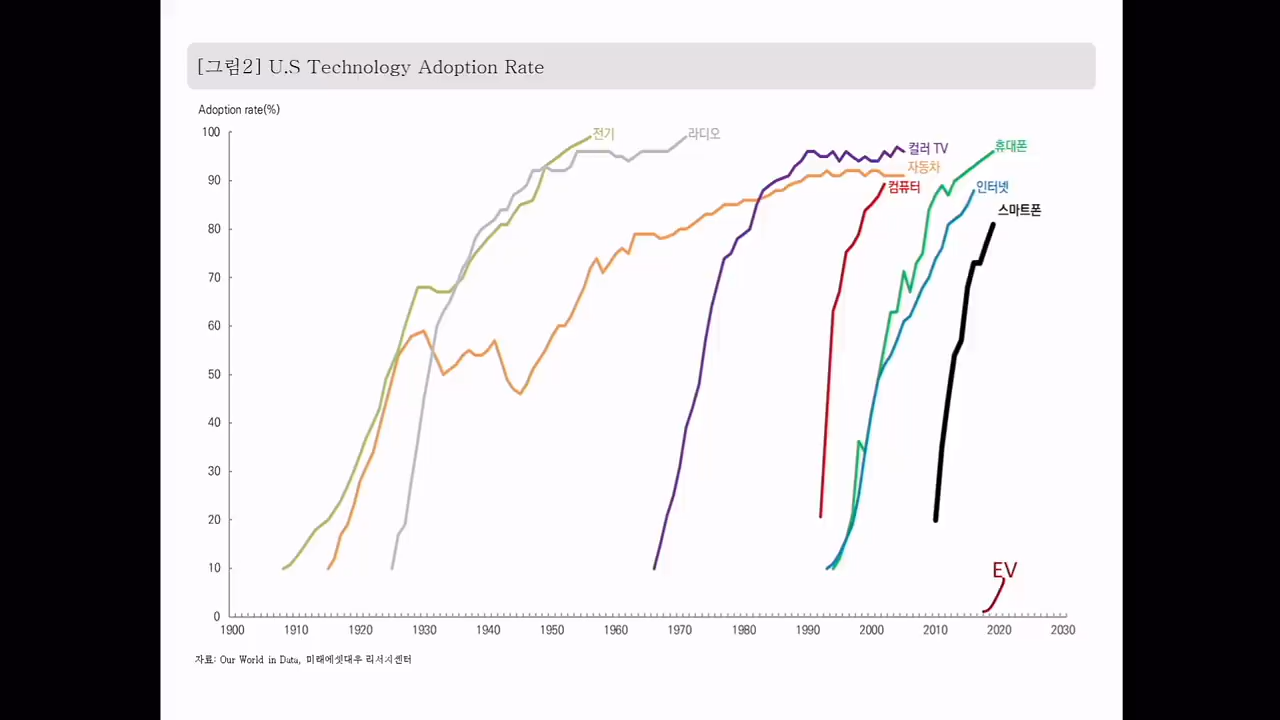 [그림2] U.S Technology Adoption Rate
Adoption rate(%)
100
90
80
70
60
50
40
30
20
10
0
전기
라디오
컬러 TV
자동차
컴퓨터
휴대폰
인터넷
스마트폰
EV
1900 1910 1920 1930 1940 1950 1960 1970 1980 1990 2000 2010 2020 2030
자료: Our World in Data, 미래에셋대우 리서치센터